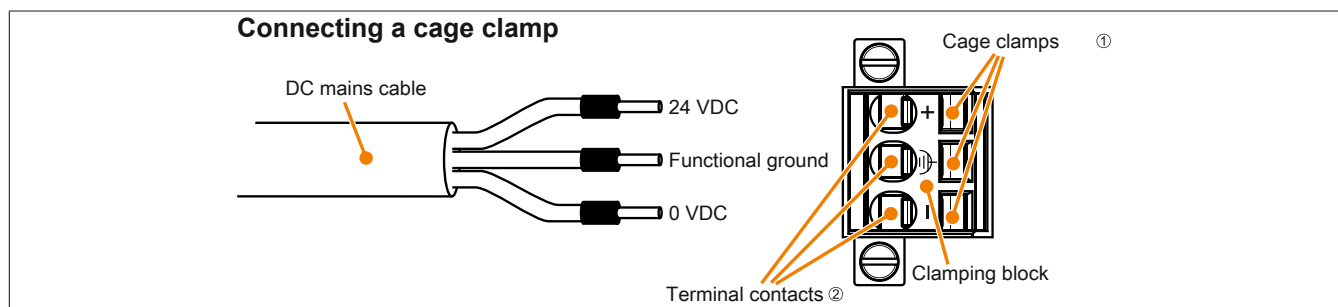 Connecting a cage clamp
Cage clamps ①
DC mains cable
24 VDC
+
Functional ground
0 VDC
–
Clamping block
Terminal contacts ②